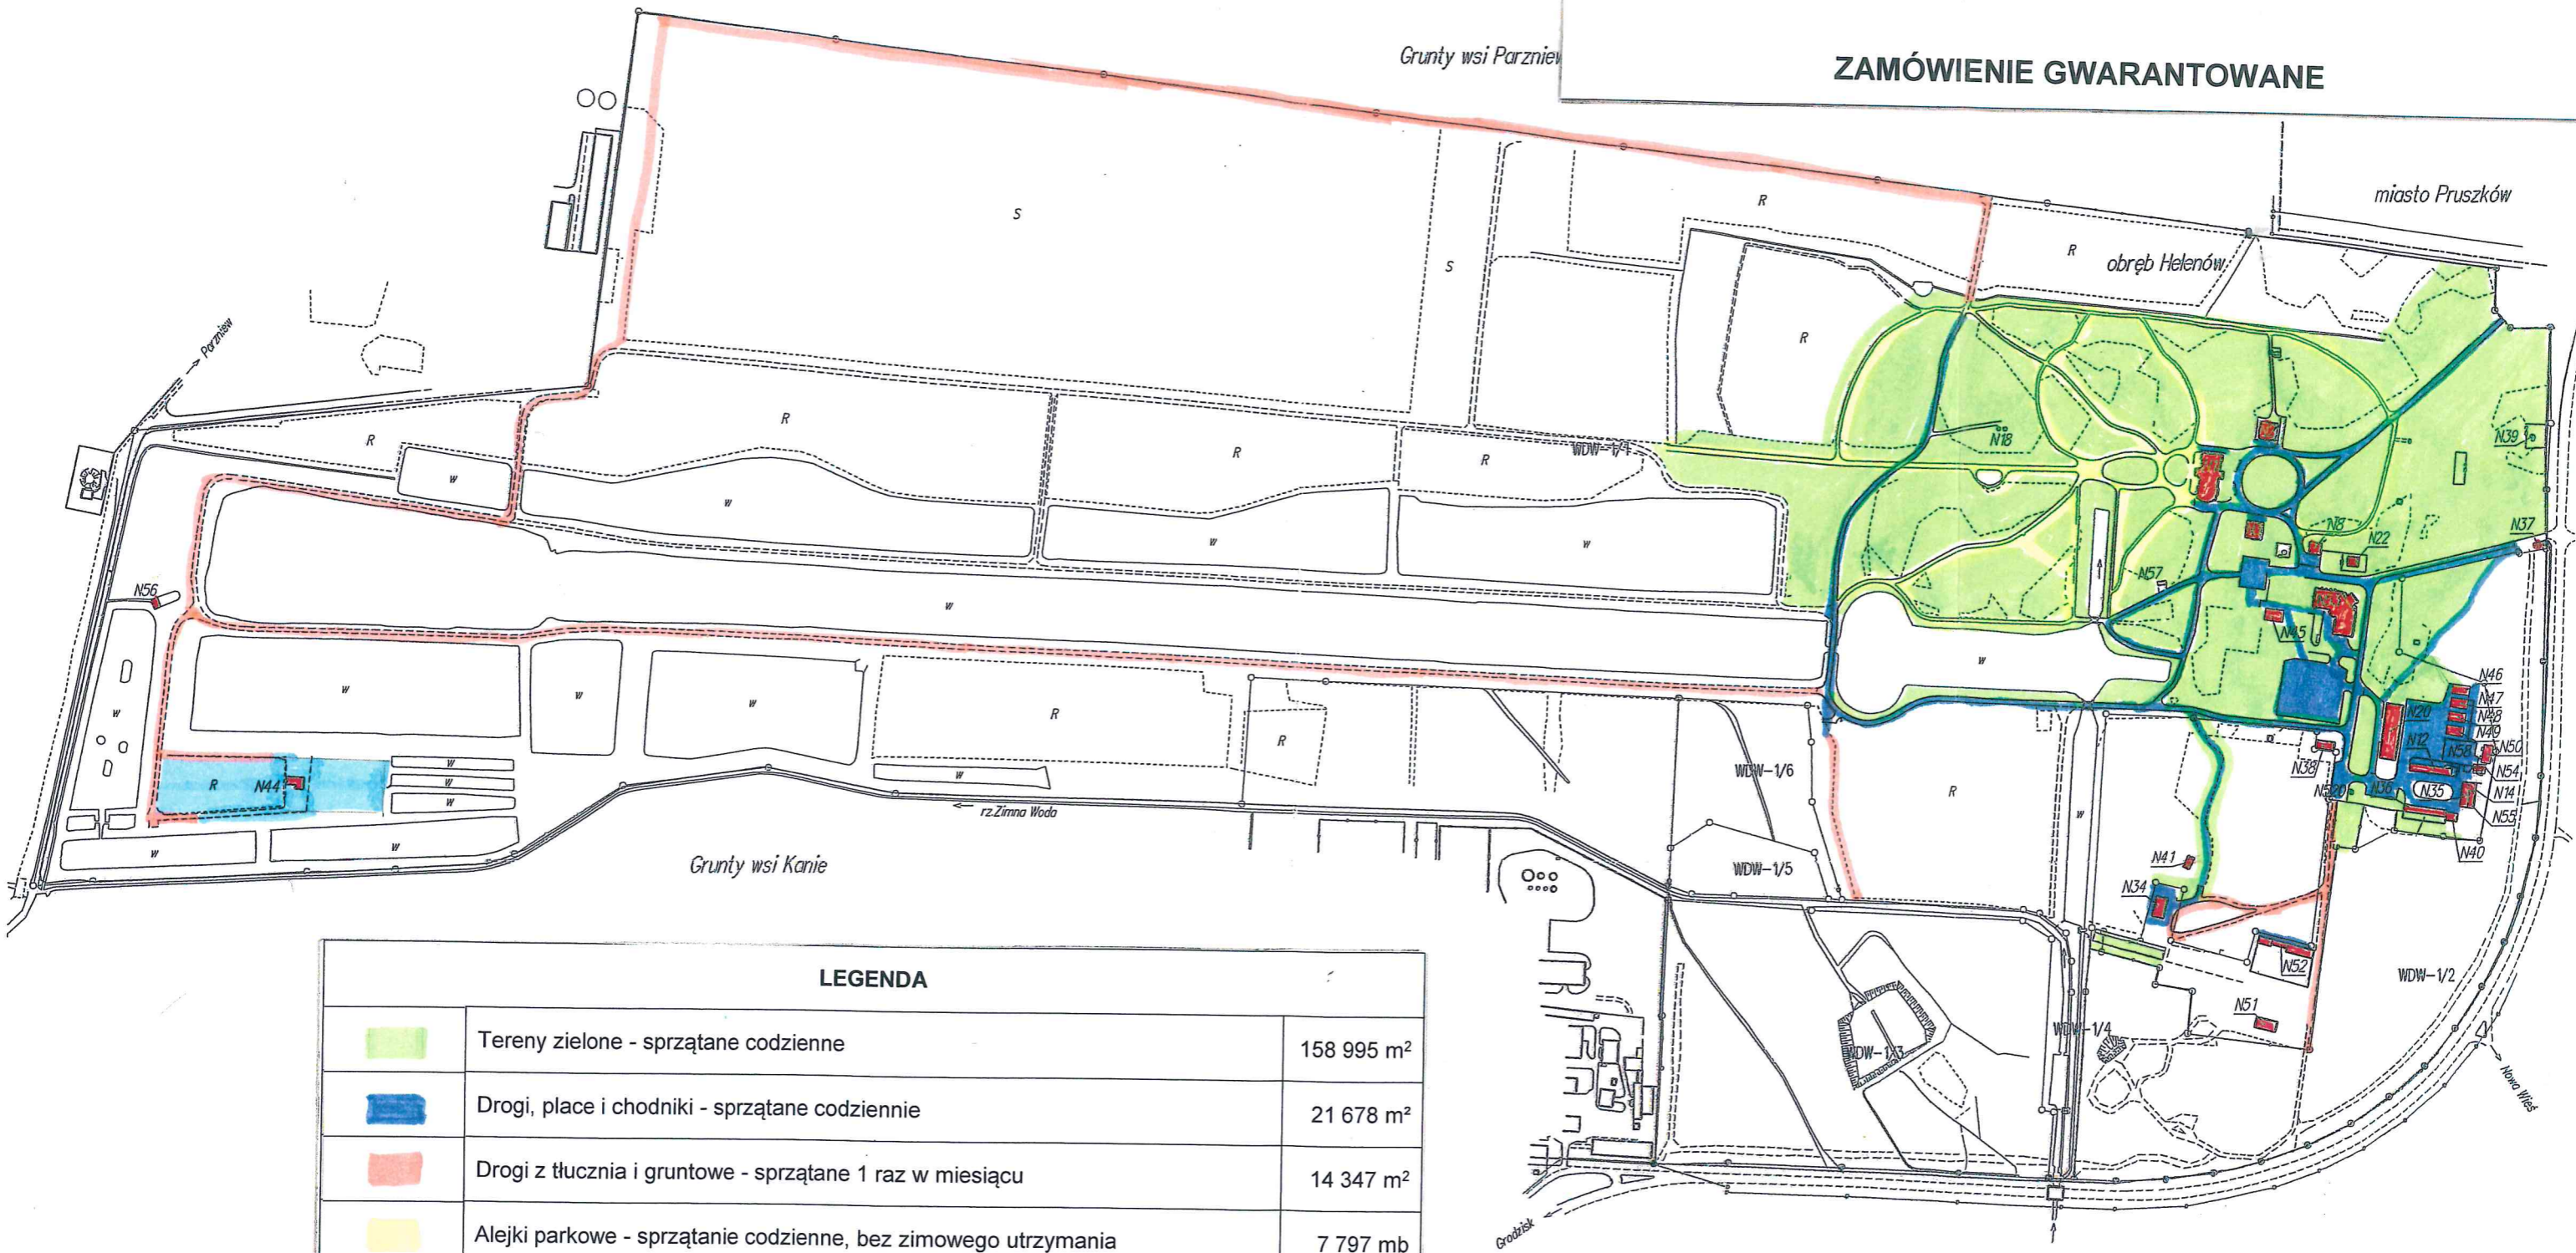 ZAMÓWIENIE GWARANTOWANE
Grunty wsi Parzniew
miasto Pruszków
obręb Helenów
S
R
R
S
R
Parzniew
R
R
R
R
WDW-1/1
N18
N39
W
W
W
W
N8
N22
N37
N57
N56
W
N45
W
W
W
W
R
R
W
N46
N47
N48
N49
N50
N54
N14
N55
N40
N20
N12
N58
N35
N36
N38
R
N44
W
W
W
W
W
W
WDW-1/6
WDW-1/5
R
W
rz.Zimna Woda
Grunty wsi Kanie
N41
N34
N52
N51
WDW-1/2
WDW-1/4
WDW-1/3
Nowa Wieś
Grodzisk
LEGENDA
Tereny zielone - sprzątane codzienne 158 995 m²
Drogi, place i chodniki - sprzątane codziennie 21 678 m²
Drogi z tłucznia i gruntowe - sprzątane 1 raz w miesiącu 14 347 m²
Alejki parkowe - sprzątanie codzienne, bez zimowego utrzymania 7 797 mb